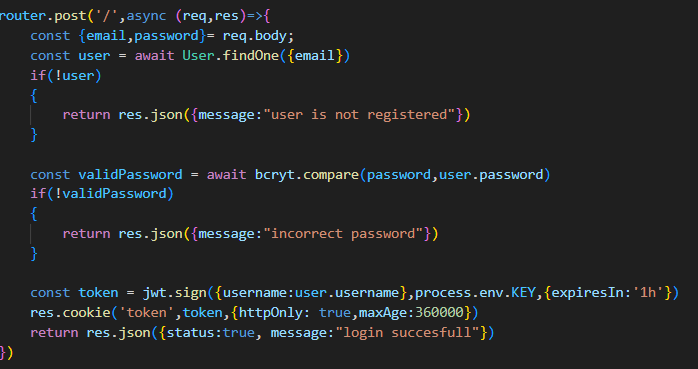 router.post('/',async (req,res)=>{
const {email,password}= req.body;
const user = await User.findOne({email})
if(!user)
{
return res.json({message:"user is not registered"})
}
const validPassword = await bcryt.compare(password,user.password)
if(!validPassword)
{
return res.json({message:"incorrect password"})
}
const token = jwt.sign({username:user.username},process.env.KEY,{expiresIn:'1h'})
res.cookie('token',token,{httpOnly: true,maxAge:360000})
return res.json({status:true, message:"login succesfull"})
})